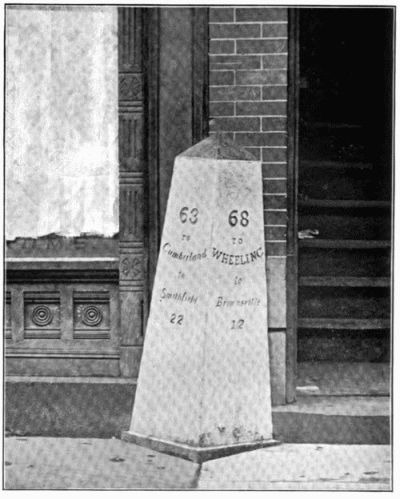 63
to
Cumberland
to
Smithfield
22
68
to
WHEELING
to
Brownsville
12